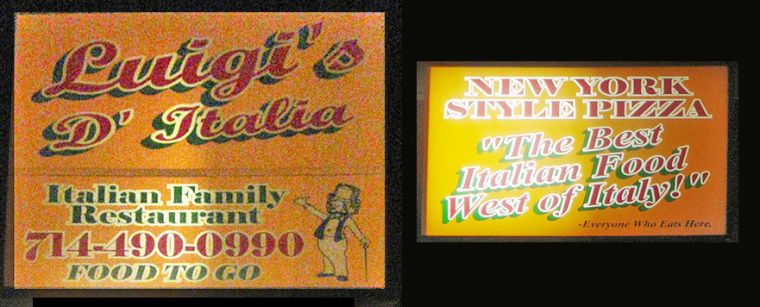 Luigi's
D' Italia
Italian Family
Restaurant
714-490-0990
FOOD TO GO
NEW YORK
STYLE PIZZA
"The Best
Italian Food
West of Italy!"
-Everyone Who Eats Here.